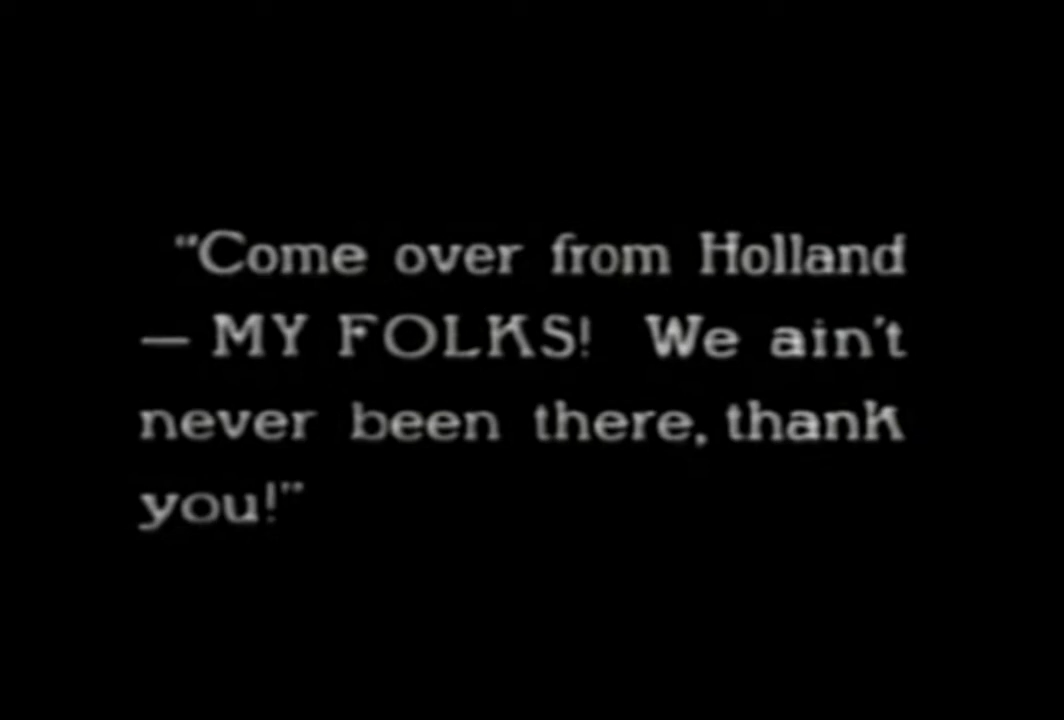 “Come over from Holland
— MY FOLKS! We ain't
never been there, thank
you!”